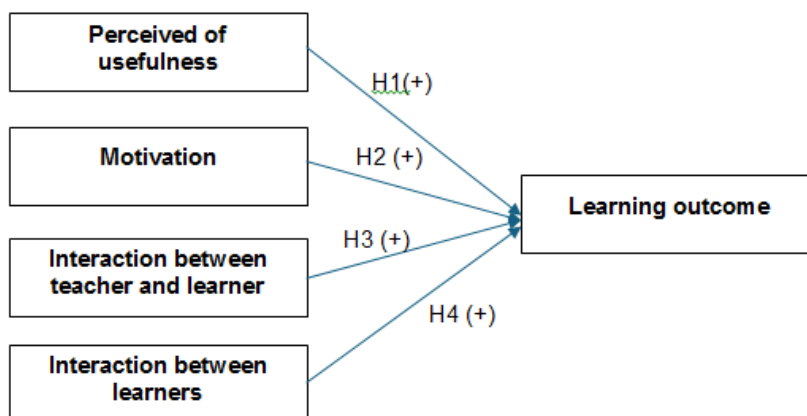 Perceived of
usefulness
H1(+)
Motivation
H2 (+)
Learning outcome
Interaction between
teacher and learner
H3 (+)
H4 (+)
Interaction between
learners